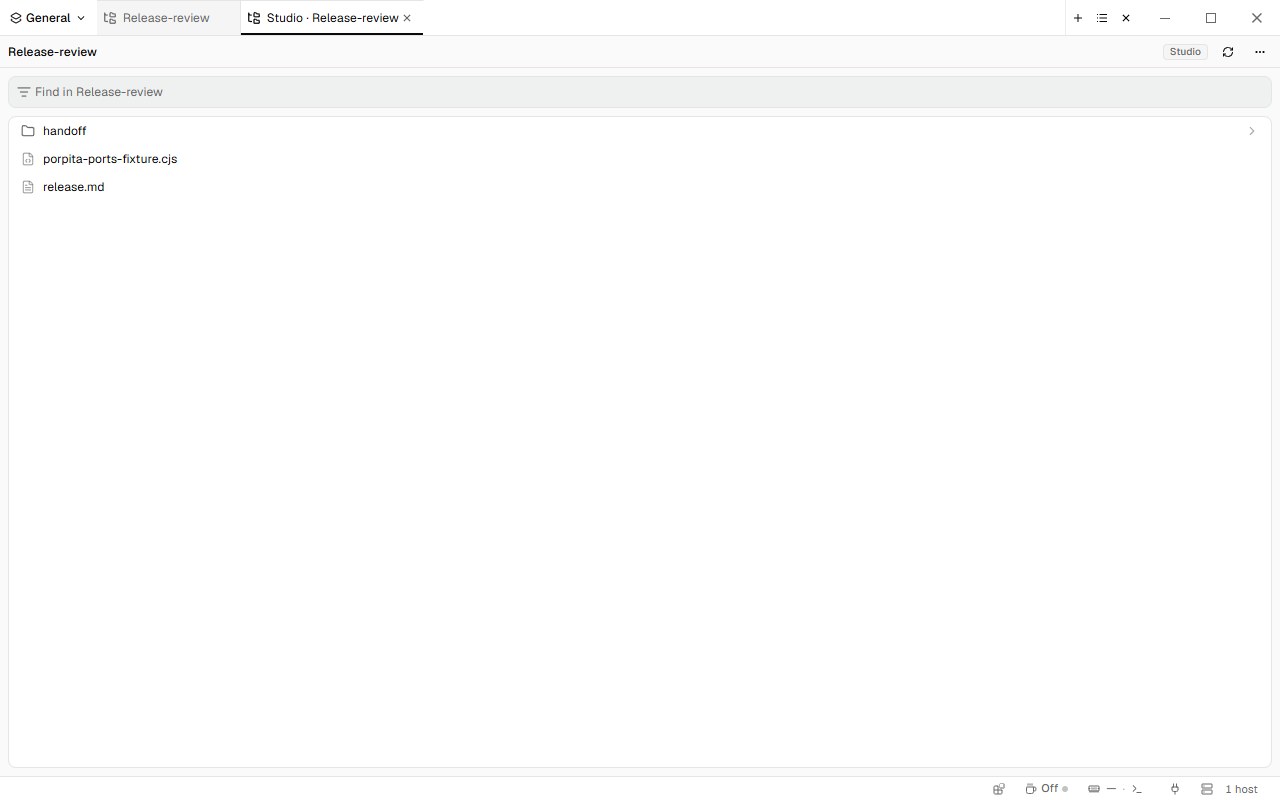 General
Release-review
Studio · Release-review
Release-review
Studio
Find in Release-review
handoff
porpita-ports-fixture.cjs
release.md
Off
— ·
1 host